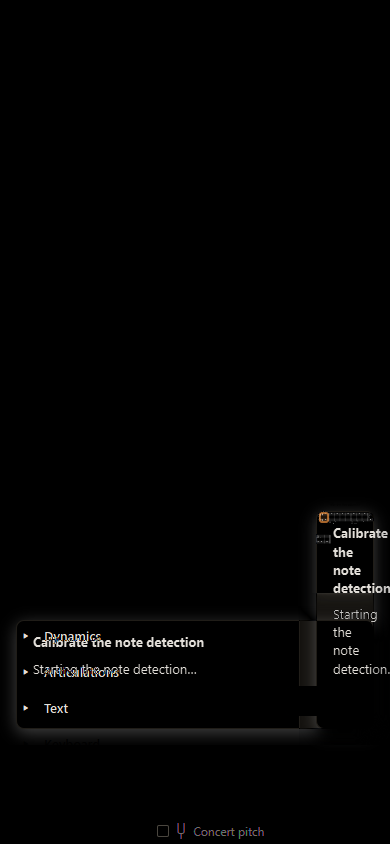 Calibrate
the
note
detection
Starting
the
note
detection.
Dynamics
Calibrate the note detection
Articulations
Starting the note detection...
Text
Concert pitch